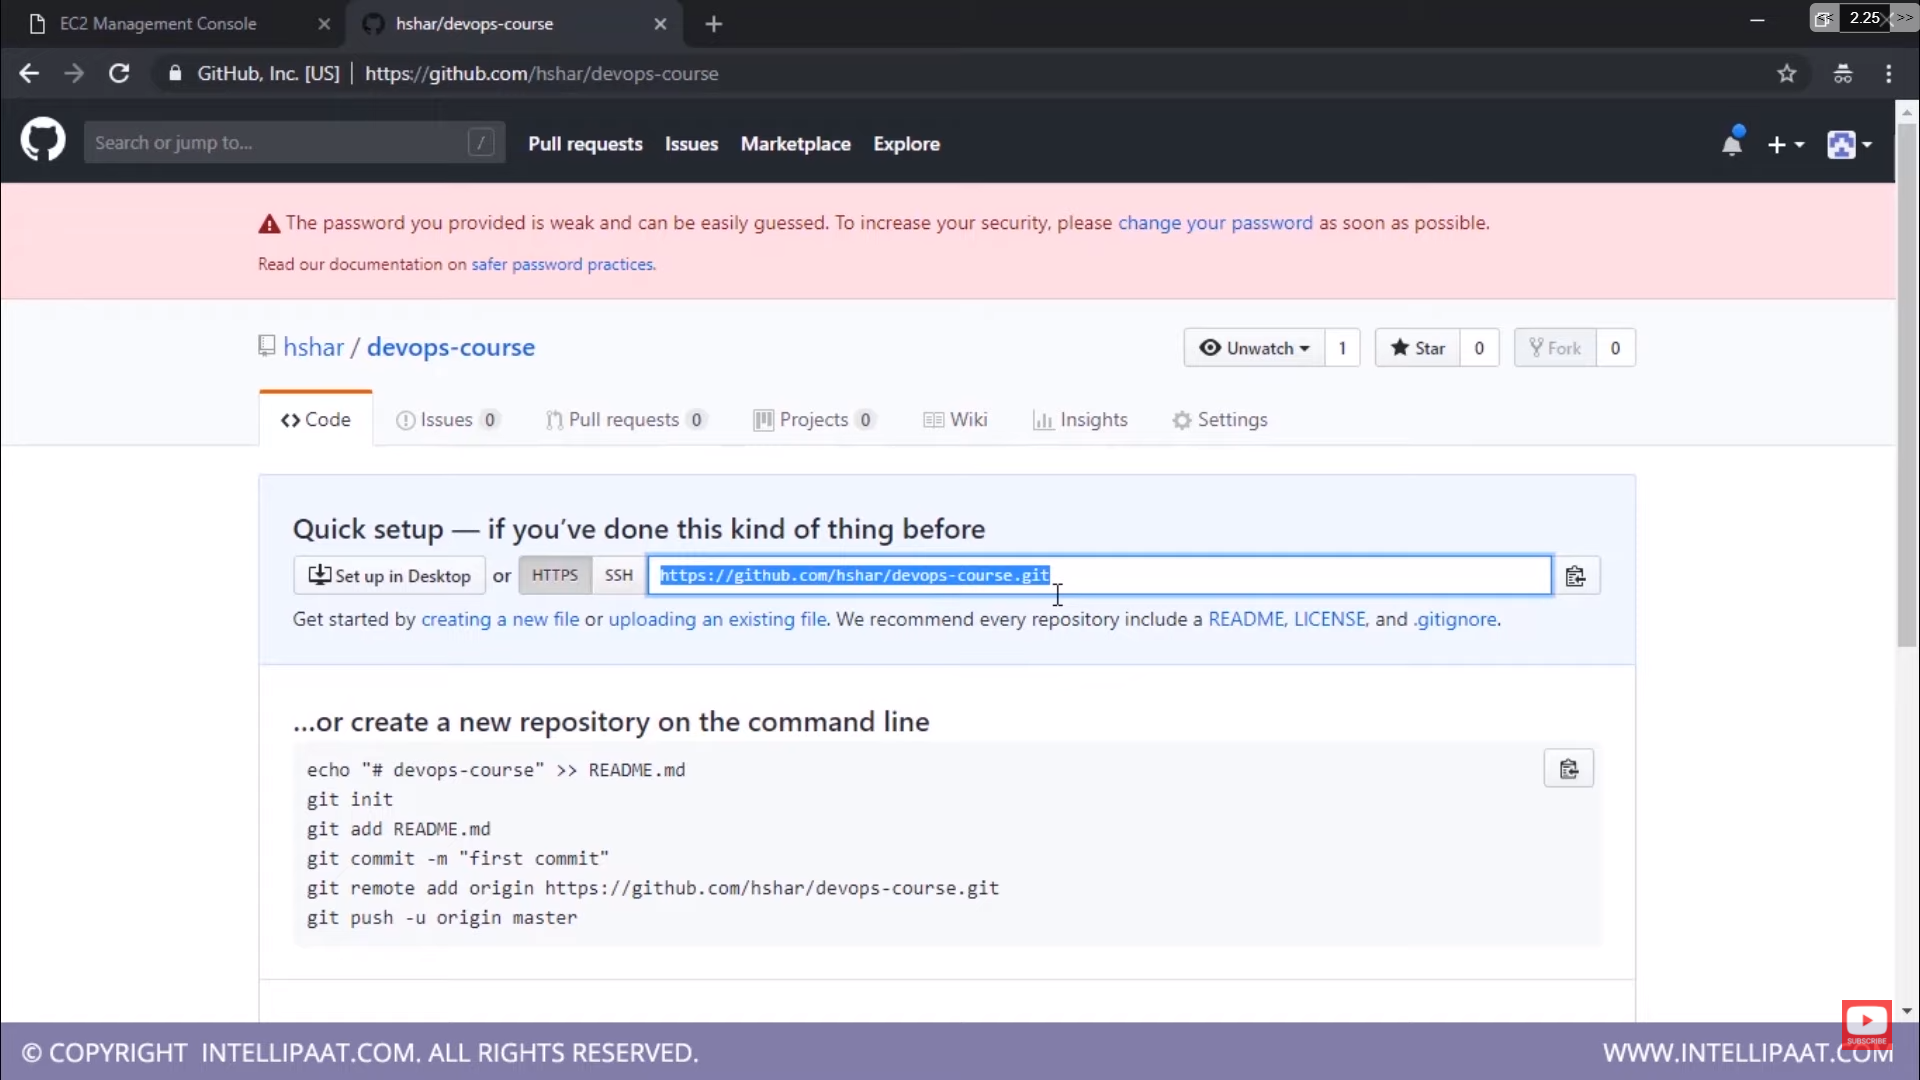 EC2 Management Console
hshar/devops-course
<< 2.25 >>
GitHub, Inc. [US] | https://github.com/hshar/devops-course
Search or jump to... /
Pull requests Issues Marketplace Explore
The password you provided is weak and can be easily guessed. To increase your security, please change your password as soon as possible.
Read our documentation on safer password practices.
hshar / devops-course
Unwatch 1 Star 0 Fork 0
Code Issues 0 Pull requests 0 Projects 0 Wiki Insights Settings
Quick setup — if you’ve done this kind of thing before
Set up in Desktop or HTTPS SSH https://github.com/hshar/devops-course.git
Get started by creating a new file or uploading an existing file. We recommend every repository include a README, LICENSE, and .gitignore.
…or create a new repository on the command line
echo "# devops-course" >> README.md
git init
git add README.md
git commit -m "first commit"
git remote add origin https://github.com/hshar/devops-course.git
git push -u origin master
SUBSCRIBE
© COPYRIGHT INTELLIPAAT.COM. ALL RIGHTS RESERVED.
WWW.INTELLIPAAT.COM